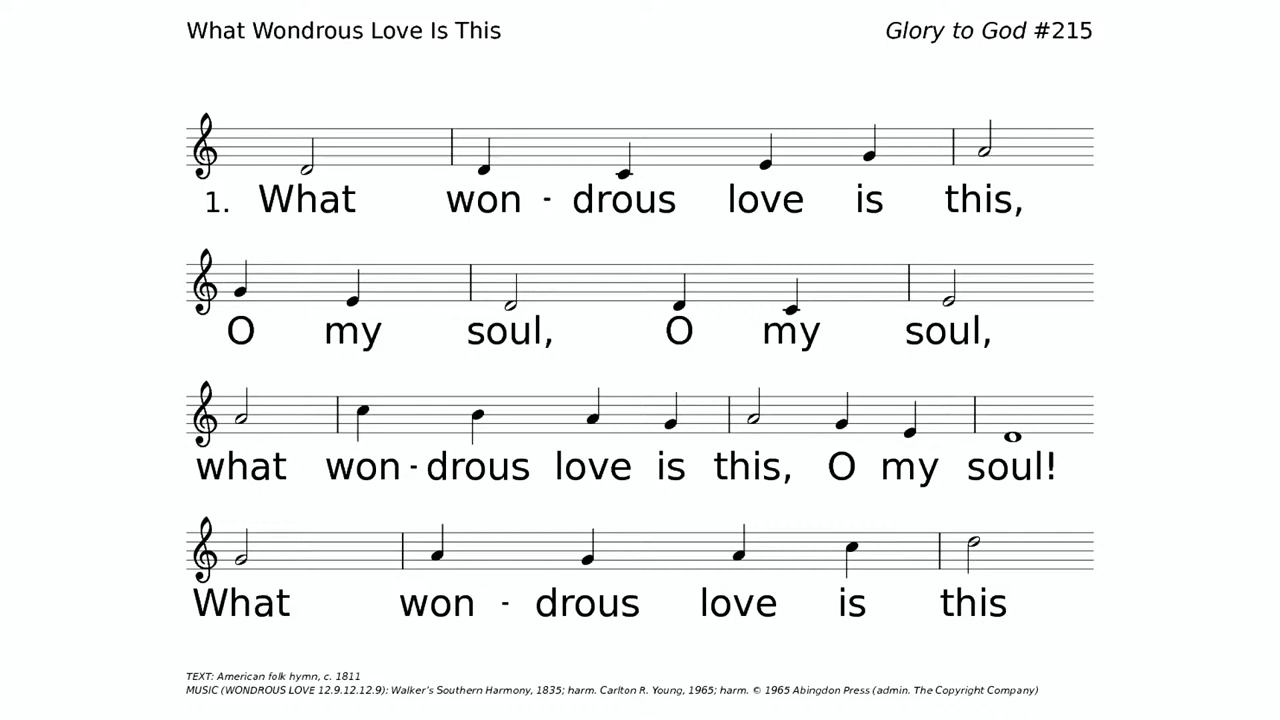 What Wondrous Love Is This
Glory to God #215
1. What won - drous love is this,
O my soul, O my soul,
what won - drous love is this, O my soul!
What won - drous love is this
TEXT: American folk hymn, c. 1811
MUSIC (WONDROUS LOVE 12.9.12.12.9): Walker's Southern Harmony, 1835; harm. Carlton R. Young, 1965; harm. © 1965 Abingdon Press (admin. The Copyright Company)